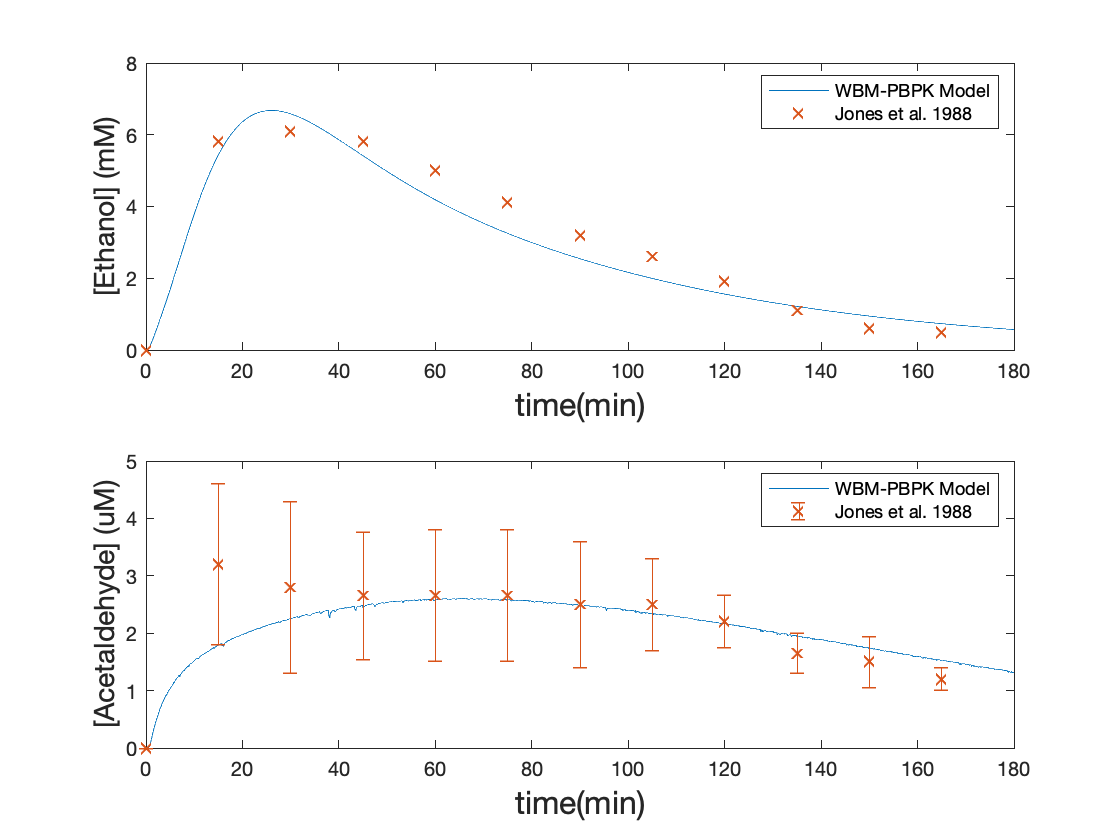 [Ethanol] (mM)
8
6
4
2
0
WBM-PBPK Model
Jones et al. 1988
0 20 40 60 80 100 120 140 160 180
time(min)
[Acetaldehyde] (uM)
5
4
3
2
1
0
WBM-PBPK Model
Jones et al. 1988
0 20 40 60 80 100 120 140 160 180
time(min)